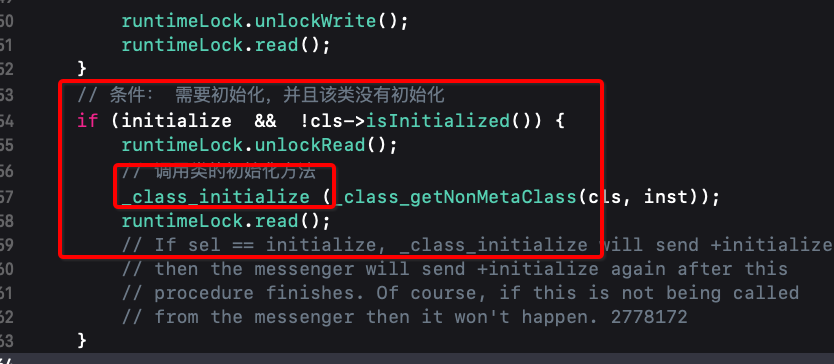 50 runtimeLock.unlockWrite();
51 runtimeLock.read();
52 }
53 // 条件： 需要初始化，并且该类没有初始化
54 if (initialize  &&  !cls->isInitialized()) {
55 runtimeLock.unlockRead();
56 // 调用类的初始化方法
57 _class_initialize (_class_getNonMetaClass(cls, inst));
58 runtimeLock.read();
59 // If sel == initialize, _class_initialize will send +initialize
60 // then the messenger will send +initialize again after this
61 // procedure finishes. Of course, if this is not being called
62 // from the messenger then it won't happen. 2778172
63 }